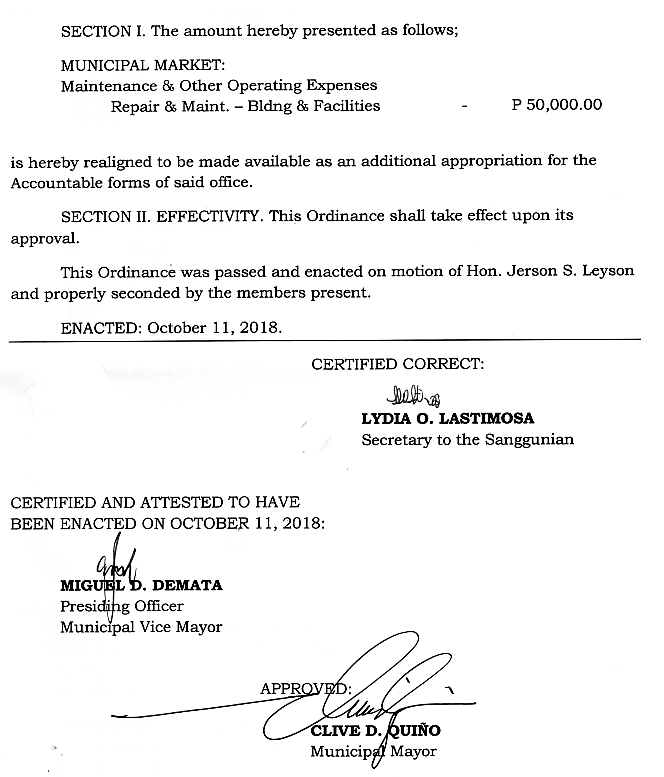 SECTION I. The amount hereby presented as follows;
MUNICIPAL MARKET:
Maintenance & Other Operating Expenses
Repair & Maint. – Bldng & Facilities - P 50,000.00
is hereby realigned to be made available as an additional appropriation for the
Accountable forms of said office.
SECTION II. EFFECTIVITY. This Ordinance shall take effect upon its
approval.
This Ordinance was passed and enacted on motion of Hon. Jerson S. Leyson
and properly seconded by the members present.
ENACTED: October 11, 2018.
CERTIFIED CORRECT:
LYDIA O. LASTIMOSA
Secretary to the Sanggunian
CERTIFIED AND ATTESTED TO HAVE
BEEN ENACTED ON OCTOBER 11, 2018:
MIGUEL D. DEMATA
Presiding Officer
Municipal Vice Mayor
APPROVED:
CLIVE D. QUIÑO
Municipal Mayor